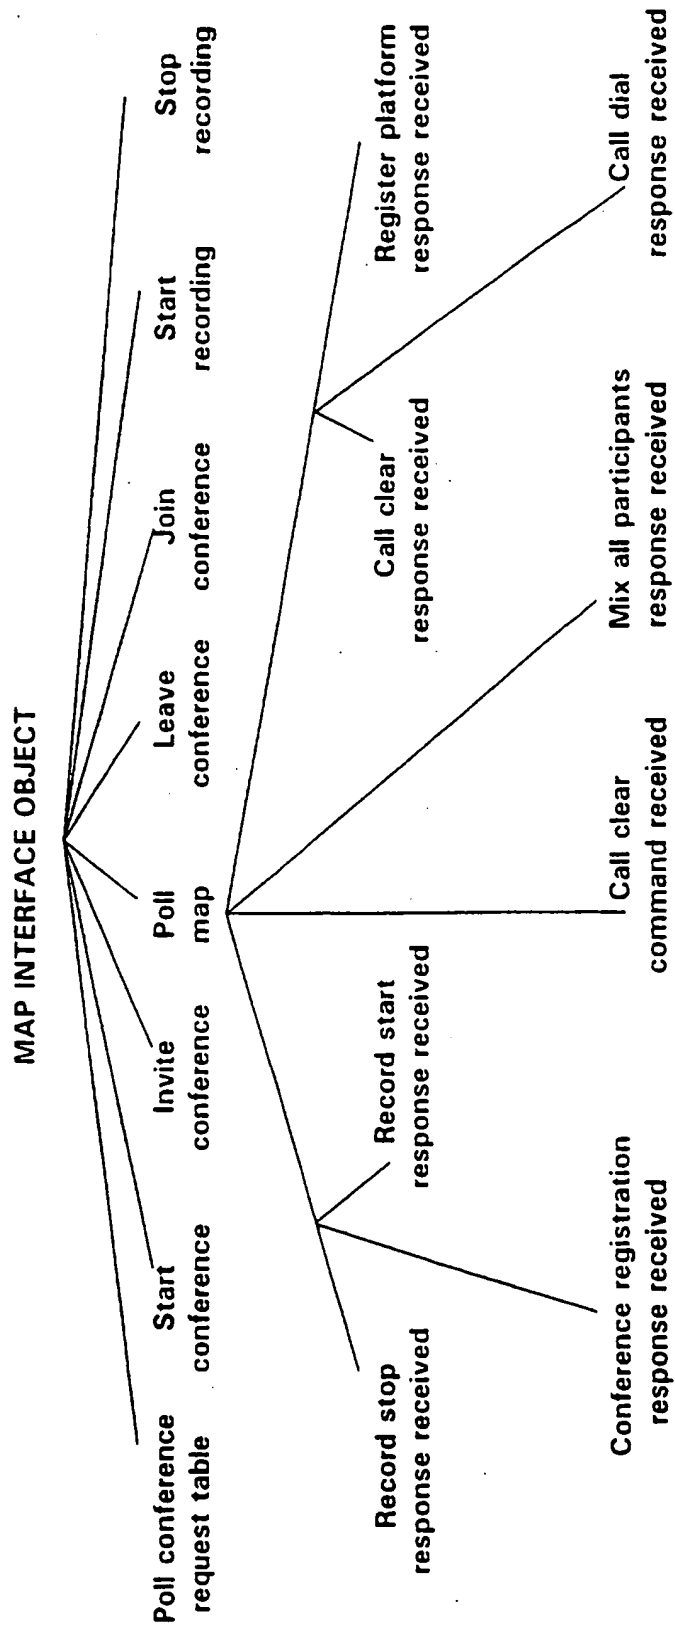 MAP INTERFACE OBJECT
Poll conference
request table
Start
conference
Invite
conference
Poll
map
Leave
conference
Join
conference
Start
recording
Stop
recording
Record stop
response received
Record start
response received
Call clear
response received
Register platform
response received
Conference registration
response received
Call clear
command received
Mix all participants
response received
Call dial
response received